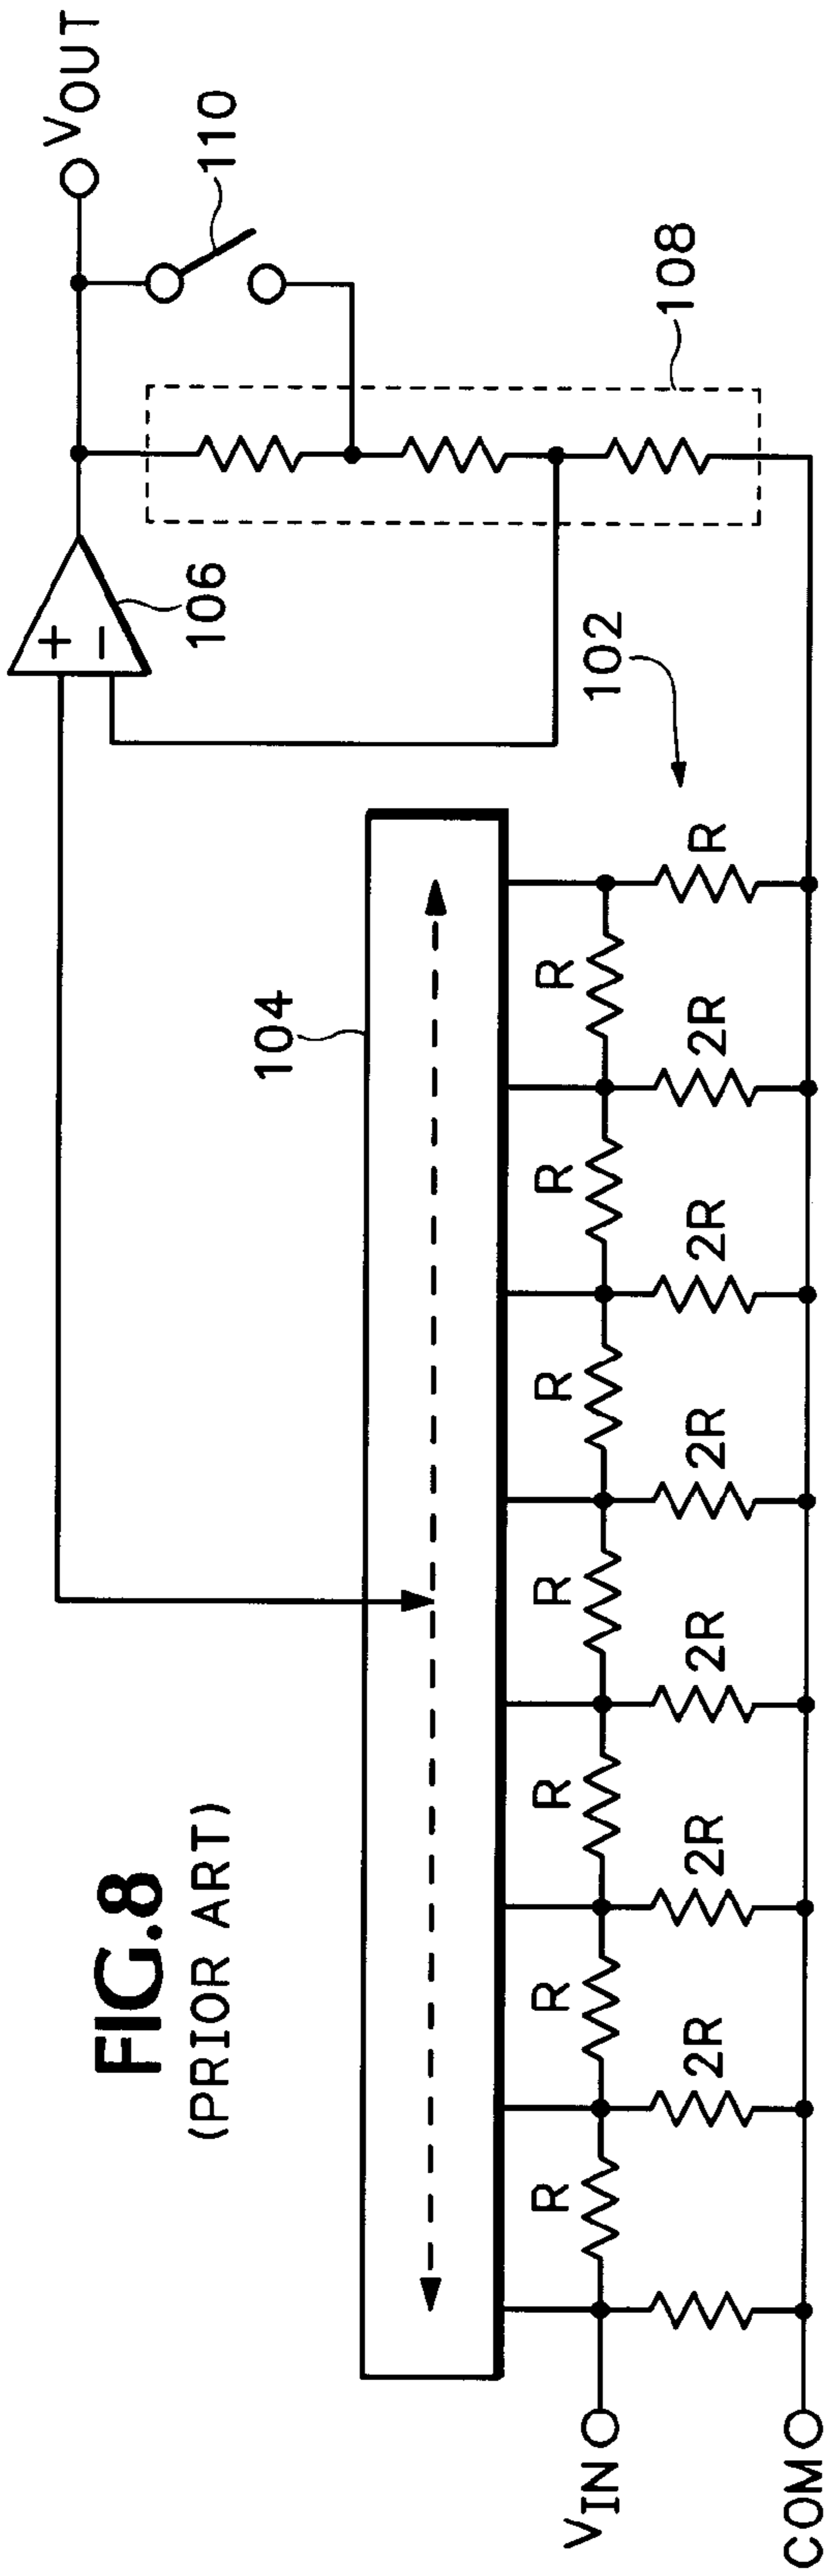 FIG.8
(PRIOR ART)
104
106
+
−
VOUT
110
108
102
VIN
R
R
R
R
R
R
R
2R
2R
2R
2R
2R
2R
R
COM